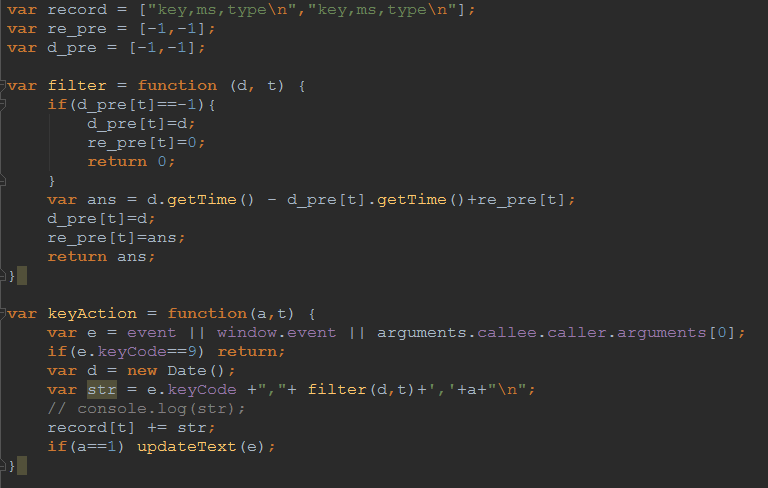 var record = ["key,ms,type\n","key,ms,type\n"];
var re_pre = [-1,-1];
var d_pre = [-1,-1];
var filter = function (d, t) {
if(d_pre[t]==-1){
d_pre[t]=d;
re_pre[t]=0;
return 0;
}
var ans = d.getTime() - d_pre[t].getTime()+re_pre[t];
d_pre[t]=d;
re_pre[t]=ans;
return ans;
}
var keyAction = function(a,t) {
var e = event || window.event || arguments.callee.caller.arguments[0];
if(e.keyCode==9) return;
var d = new Date();
var str = e.keyCode +","+ filter(d,t)+','+a+"\n";
// console.log(str);
record[t] += str;
if(a==1) updateText(e);
}